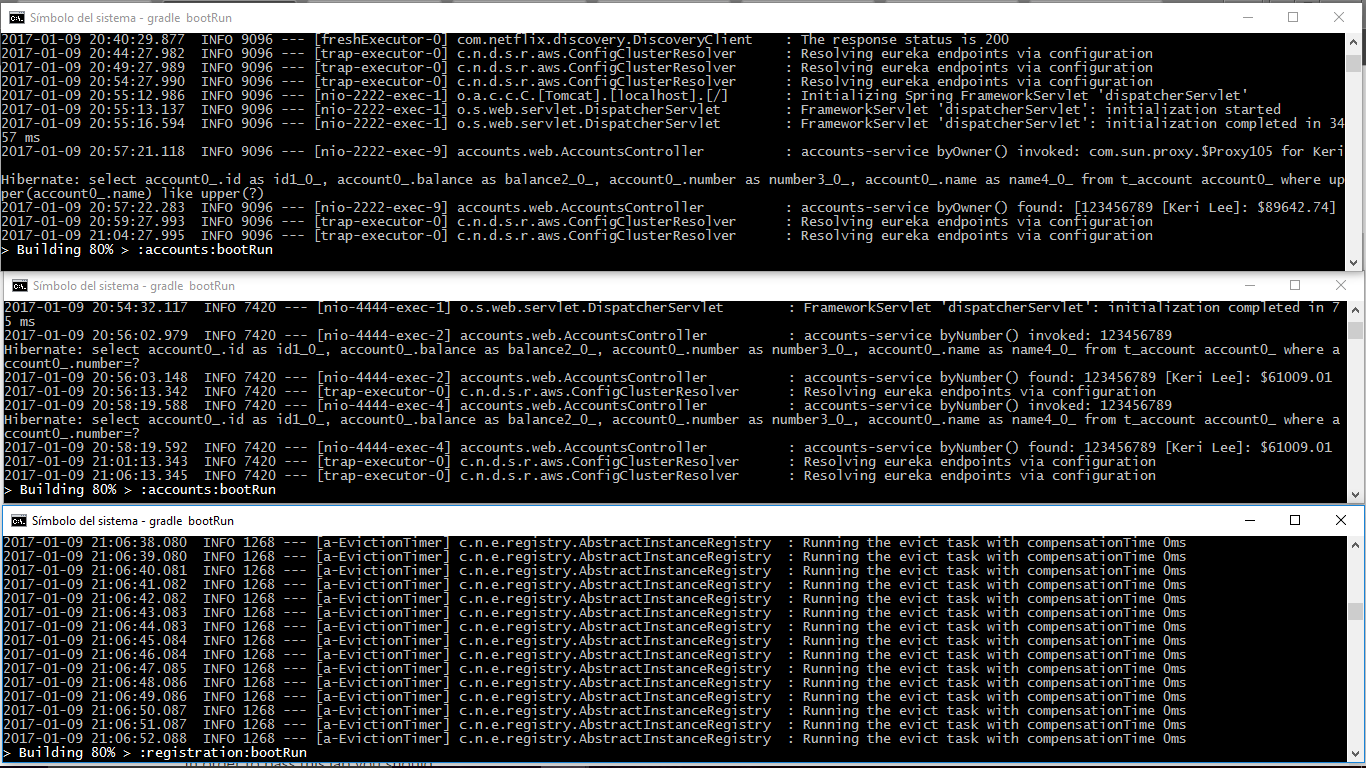 Símbolo del sistema - gradle bootRun
2017-01-09 20:40:29.877  INFO 9096 --- [freshExecutor-0] com.netflix.discovery.DiscoveryClient    : The response status is 200
2017-01-09 20:44:27.982  INFO 9096 --- [trap-executor-0] c.n.d.s.r.aws.ConfigClusterResolver      : Resolving eureka endpoints via configuration
2017-01-09 20:49:27.989  INFO 9096 --- [trap-executor-0] c.n.d.s.r.aws.ConfigClusterResolver      : Resolving eureka endpoints via configuration
2017-01-09 20:54:27.990  INFO 9096 --- [trap-executor-0] c.n.d.s.r.aws.ConfigClusterResolver      : Resolving eureka endpoints via configuration
2017-01-09 20:55:12.986  INFO 9096 --- [nio-2222-exec-1] o.a.c.c.C.[Tomcat].[localhost].[/]       : Initializing Spring FrameworkServlet 'dispatcherServlet'
2017-01-09 20:55:13.137  INFO 9096 --- [nio-2222-exec-1] o.s.web.servlet.DispatcherServlet        : FrameworkServlet 'dispatcherServlet': initialization started
2017-01-09 20:55:16.594  INFO 9096 --- [nio-2222-exec-1] o.s.web.servlet.DispatcherServlet        : FrameworkServlet 'dispatcherServlet': initialization completed in 34
57 ms
2017-01-09 20:57:21.118  INFO 9096 --- [nio-2222-exec-9] accounts.web.AccountsController          : accounts-service byOwner() invoked: com.sun.proxy.$Proxy105 for Keri
Hibernate: select account0_.id as id1_0_, account0_.balance as balance2_0_, account0_.number as number3_0_, account0_.name as name4_0_ from t_account account0_ where up
per(account0_.name) like upper(?)
2017-01-09 20:57:22.283  INFO 9096 --- [nio-2222-exec-9] accounts.web.AccountsController          : accounts-service byOwner() found: [123456789 [Keri Lee]: $89642.74]
2017-01-09 20:59:27.993  INFO 9096 --- [trap-executor-0] c.n.d.s.r.aws.ConfigClusterResolver      : Resolving eureka endpoints via configuration
2017-01-09 21:04:27.995  INFO 9096 --- [trap-executor-0] c.n.d.s.r.aws.ConfigClusterResolver      : Resolving eureka endpoints via configuration
> Building 80% > :accounts:bootRun
Símbolo del sistema - gradle bootRun
2017-01-09 20:54:32.117  INFO 7420 --- [nio-4444-exec-1] o.s.web.servlet.DispatcherServlet        : FrameworkServlet 'dispatcherServlet': initialization completed in 7
5 ms
2017-01-09 20:56:02.979  INFO 7420 --- [nio-4444-exec-2] accounts.web.AccountsController          : accounts-service byNumber() invoked: 123456789
Hibernate: select account0_.id as id1_0_, account0_.balance as balance2_0_, account0_.number as number3_0_, account0_.name as name4_0_ from t_account account0_ where a
ccount0_.number=?
2017-01-09 20:56:03.148  INFO 7420 --- [nio-4444-exec-2] accounts.web.AccountsController          : accounts-service byNumber() found: 123456789 [Keri Lee]: $61009.01
2017-01-09 20:56:13.342  INFO 7420 --- [trap-executor-0] c.n.d.s.r.aws.ConfigClusterResolver      : Resolving eureka endpoints via configuration
2017-01-09 20:58:19.588  INFO 7420 --- [nio-4444-exec-4] accounts.web.AccountsController          : accounts-service byNumber() invoked: 123456789
Hibernate: select account0_.id as id1_0_, account0_.balance as balance2_0_, account0_.number as number3_0_, account0_.name as name4_0_ from t_account account0_ where a
ccount0_.number=?
2017-01-09 20:58:19.592  INFO 7420 --- [nio-4444-exec-4] accounts.web.AccountsController          : accounts-service byNumber() found: 123456789 [Keri Lee]: $61009.01
2017-01-09 21:01:13.343  INFO 7420 --- [trap-executor-0] c.n.d.s.r.aws.ConfigClusterResolver      : Resolving eureka endpoints via configuration
2017-01-09 21:06:13.345  INFO 7420 --- [trap-executor-0] c.n.d.s.r.aws.ConfigClusterResolver      : Resolving eureka endpoints via configuration
> Building 80% > :accounts:bootRun
Símbolo del sistema - gradle bootRun
2017-01-09 21:06:38.080  INFO 1268 --- [a-EvictionTimer] c.n.e.registry.AbstractInstanceRegistry  : Running the evict task with compensationTime 0ms
2017-01-09 21:06:39.080  INFO 1268 --- [a-EvictionTimer] c.n.e.registry.AbstractInstanceRegistry  : Running the evict task with compensationTime 0ms
2017-01-09 21:06:40.081  INFO 1268 --- [a-EvictionTimer] c.n.e.registry.AbstractInstanceRegistry  : Running the evict task with compensationTime 0ms
2017-01-09 21:06:41.082  INFO 1268 --- [a-EvictionTimer] c.n.e.registry.AbstractInstanceRegistry  : Running the evict task with compensationTime 0ms
2017-01-09 21:06:42.082  INFO 1268 --- [a-EvictionTimer] c.n.e.registry.AbstractInstanceRegistry  : Running the evict task with compensationTime 0ms
2017-01-09 21:06:43.083  INFO 1268 --- [a-EvictionTimer] c.n.e.registry.AbstractInstanceRegistry  : Running the evict task with compensationTime 0ms
2017-01-09 21:06:44.083  INFO 1268 --- [a-EvictionTimer] c.n.e.registry.AbstractInstanceRegistry  : Running the evict task with compensationTime 0ms
2017-01-09 21:06:45.084  INFO 1268 --- [a-EvictionTimer] c.n.e.registry.AbstractInstanceRegistry  : Running the evict task with compensationTime 0ms
2017-01-09 21:06:46.084  INFO 1268 --- [a-EvictionTimer] c.n.e.registry.AbstractInstanceRegistry  : Running the evict task with compensationTime 0ms
2017-01-09 21:06:47.085  INFO 1268 --- [a-EvictionTimer] c.n.e.registry.AbstractInstanceRegistry  : Running the evict task with compensationTime 0ms
2017-01-09 21:06:48.086  INFO 1268 --- [a-EvictionTimer] c.n.e.registry.AbstractInstanceRegistry  : Running the evict task with compensationTime 0ms
2017-01-09 21:06:49.086  INFO 1268 --- [a-EvictionTimer] c.n.e.registry.AbstractInstanceRegistry  : Running the evict task with compensationTime 0ms
2017-01-09 21:06:50.087  INFO 1268 --- [a-EvictionTimer] c.n.e.registry.AbstractInstanceRegistry  : Running the evict task with compensationTime 0ms
2017-01-09 21:06:51.087  INFO 1268 --- [a-EvictionTimer] c.n.e.registry.AbstractInstanceRegistry  : Running the evict task with compensationTime 0ms
2017-01-09 21:06:52.088  INFO 1268 --- [a-EvictionTimer] c.n.e.registry.AbstractInstanceRegistry  : Running the evict task with compensationTime 0ms
> Building 80% > :registration:bootRun